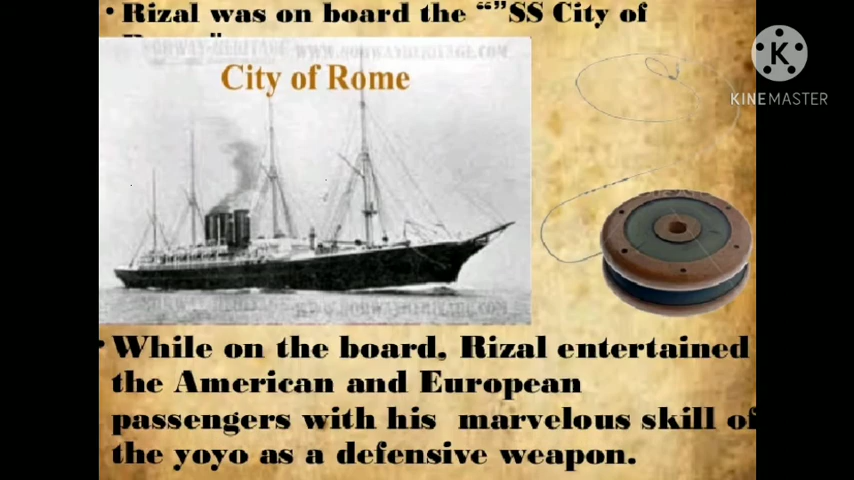 • Rizal was on board the “”SS City of
KINEMASTER
City of Rome
• While on the board, Rizal entertained
the American and European
passengers with his marvelous skill of
the yoyo as a defensive weapon.